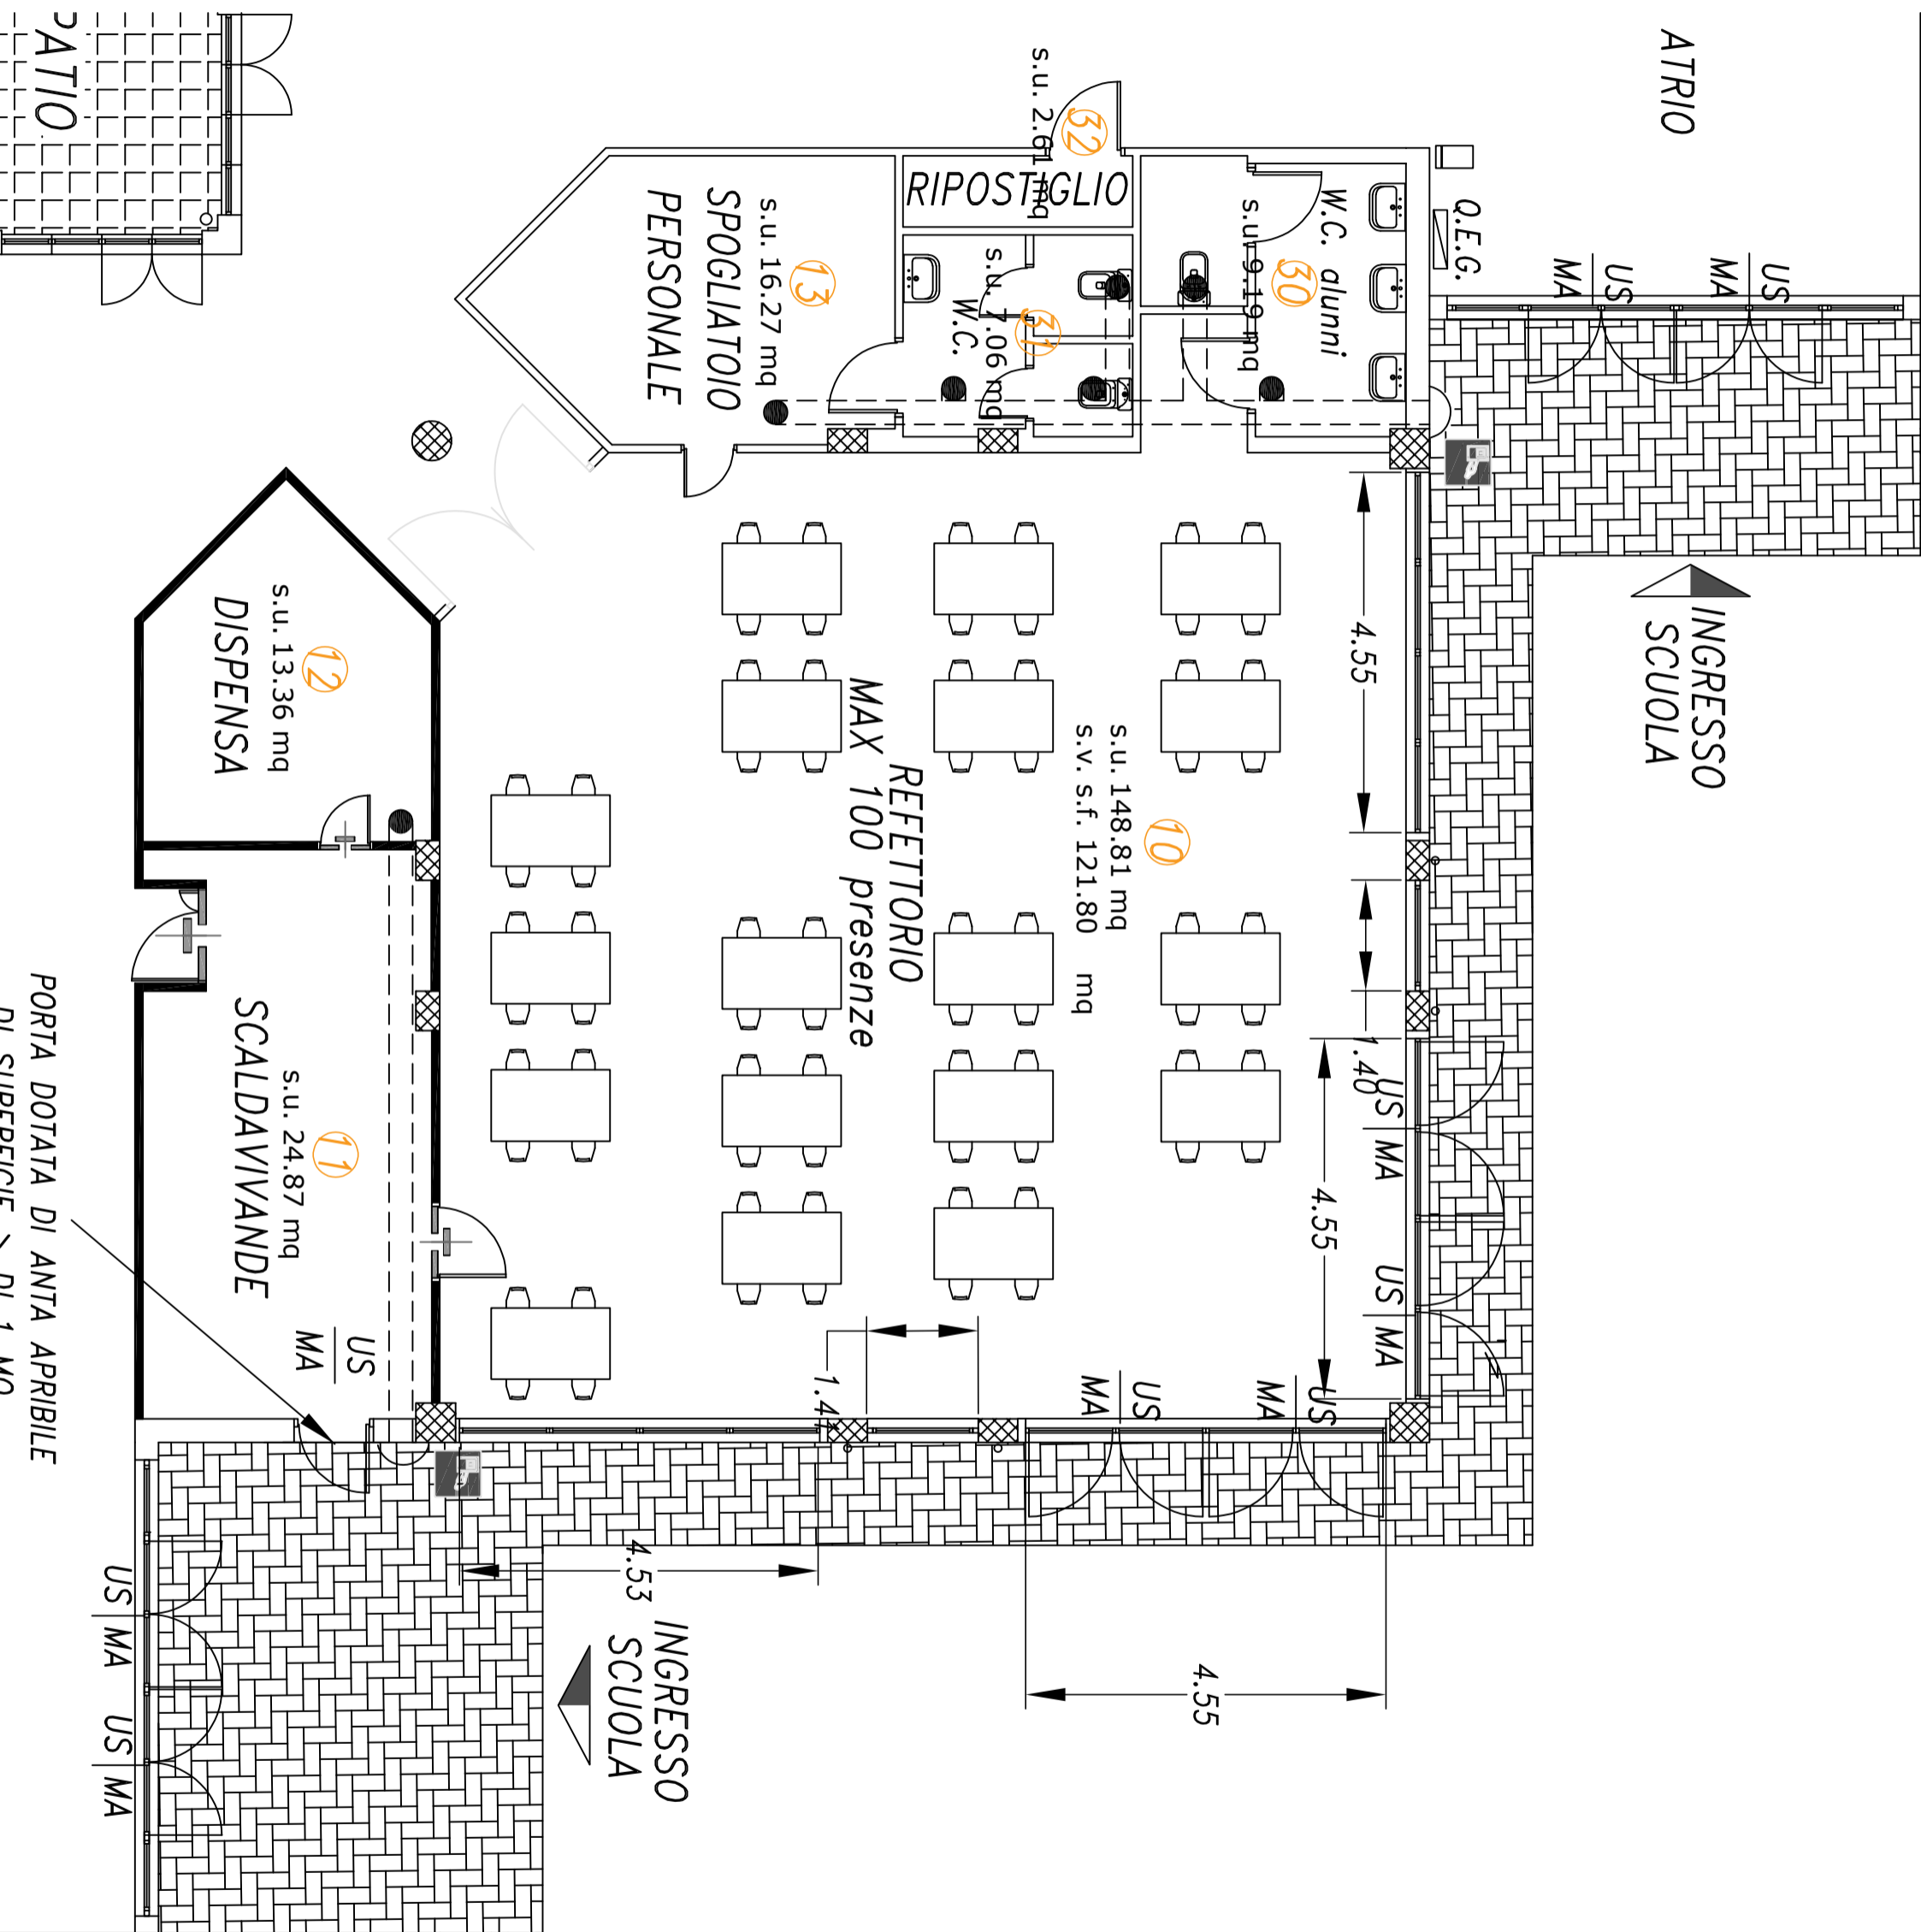 ATRIO
INGRESSO
SCUOLA
Q.E.G.
US
MA
US
MA
32
s.u. 2.61 mq
RIPOSTIGLIO
30
s.u. 9.19 mq
W.C. alunni
31
s.u. 7.06 mq
W.C.
13
s.u. 16.27 mq
SPOGLIATOIO
PERSONALE
PATIO
4.55
1.40
4.55
US
MA
US
MA
10
s.u. 148.81 mq
s.v. s.f. 121.80 mq
REFETTORIO
MAX 100 presenze
12
s.u. 13.36 mq
DISPENSA
11
s.u. 24.87 mq
SCALDAVIVANDE
US
MA
US
MA
US
MA
4.53
4.55
INGRESSO
SCUOLA
PORTA DOTATA DI ANTA APRIBILE
DI SUPERFICIE > DI 1 MQ
US
MA
US
MA